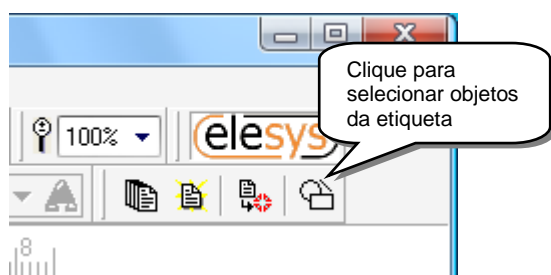 Clique para
selecionar objetos
da etiqueta
100%
elesys
8